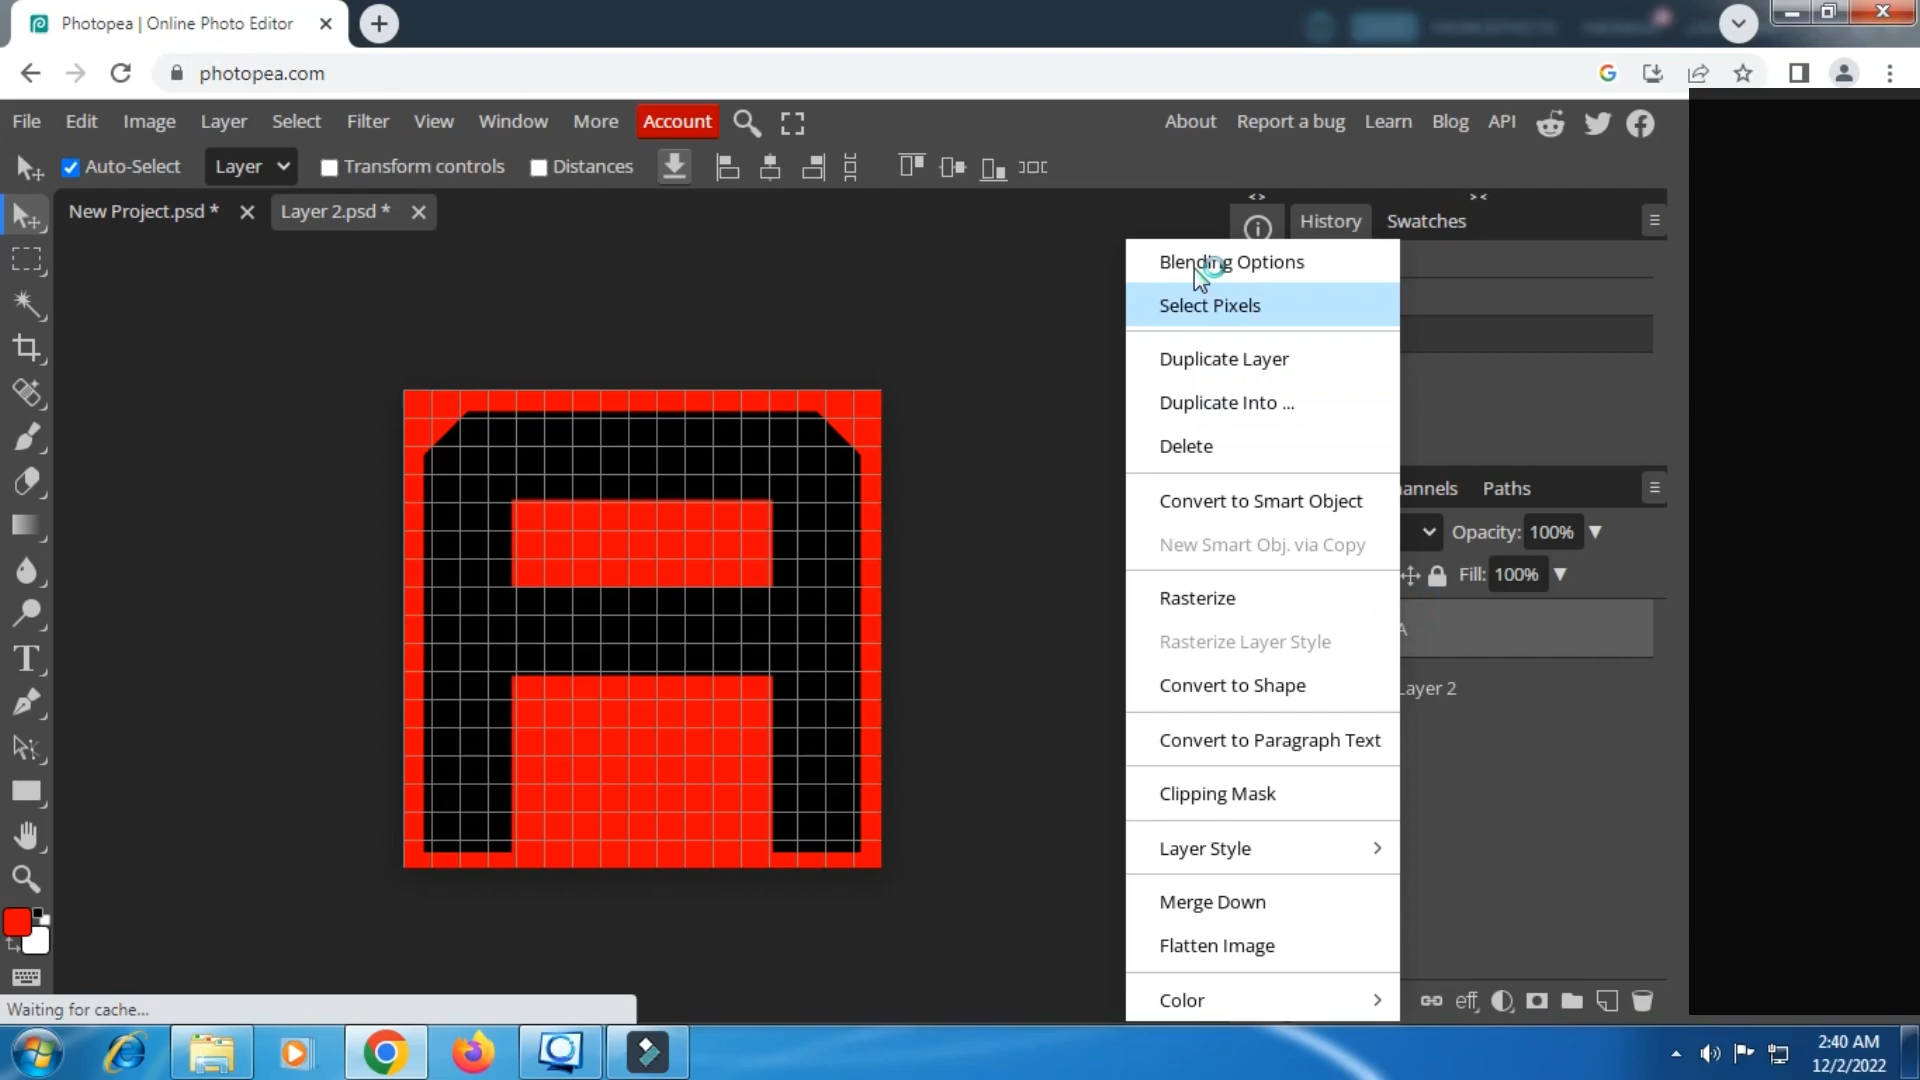 Photopea | Online Photo Editor
photopea.com
File Edit Image Layer Select Filter View Window More Account About Report a bug Learn Blog API
Auto-Select Layer Transform controls Distances
New Project.psd * Layer 2.psd *
History Swatches
Blending Options
Select Pixels
Duplicate Layer
Duplicate Into ...
Delete
Convert to Smart Object
New Smart Obj. via Copy
Rasterize
Rasterize Layer Style
Convert to Shape
Convert to Paragraph Text
Clipping Mask
Layer Style
Merge Down
Flatten Image
Color
annels Paths
Opacity: 100%
Fill: 100%
A
Layer 2
eff
A
T
Waiting for cache...
2:40 AM
12/2/2022